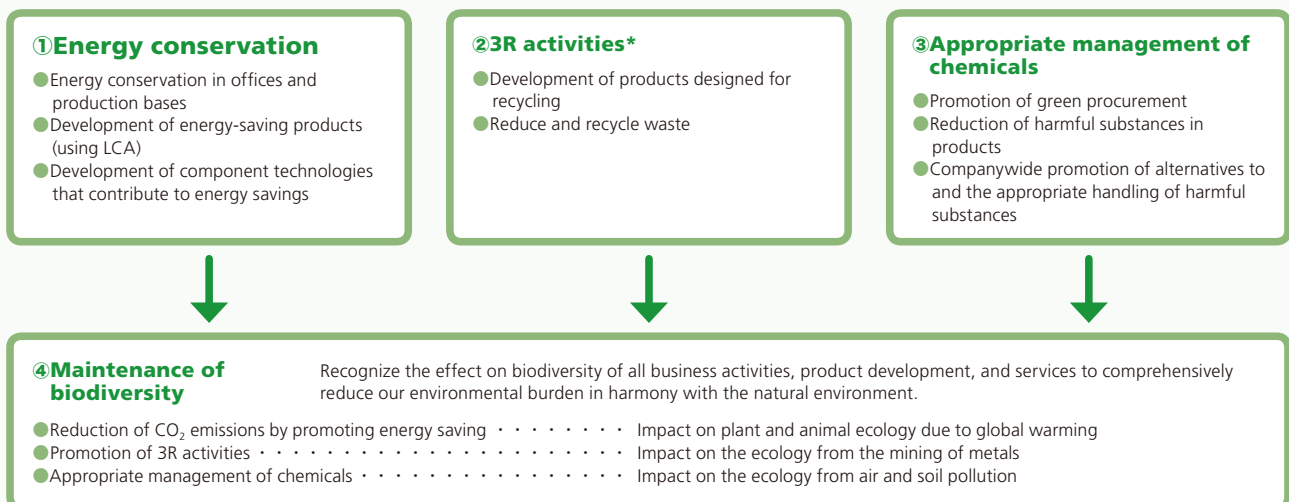 ①Energy conservation
●Energy conservation in offices and
production bases
●Development of energy-saving products
(using LCA)
●Development of component technologies
that contribute to energy savings
②3R activities*
●Development of products designed for
recycling
●Reduce and recycle waste
③Appropriate management of
chemicals
●Promotion of green procurement
●Reduction of harmful substances in
products
●Companywide promotion of alternatives to
and the appropriate handling of harmful
substances
④Maintenance of
biodiversity
Recognize the effect on biodiversity of all business activities, product development, and services to comprehensively
reduce our environmental burden in harmony with the natural environment.
●Reduction of CO₂ emissions by promoting energy saving ・・・・・・・・ Impact on plant and animal ecology due to global warming
●Promotion of 3R activities ・・・・・・・・・・・・・・・・・・・・・ Impact on the ecology from the mining of metals
●Appropriate management of chemicals ・・・・・・・・・・・・・・・ Impact on the ecology from air and soil pollution